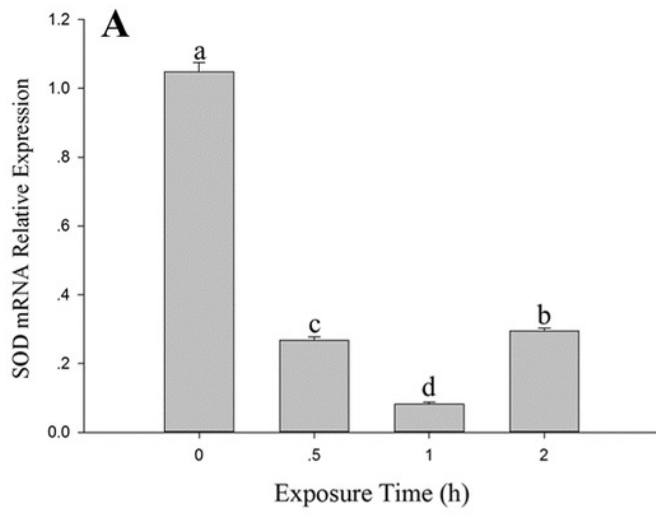 A
SOD mRNA Relative Expression
1.2
1.0
.8
.6
.4
.2
0.0
a
c
d
b
0
.5
1
2
Exposure Time (h)